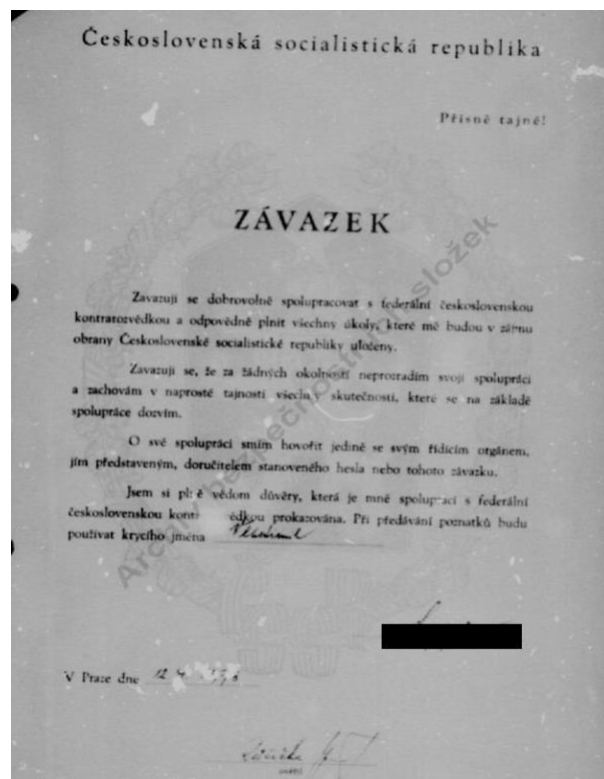 Československá socialistická republika
Přísně tajné!
ZÁVAZEK
Zavazuji se dobrovolně spolupracovat s federální československou
kontrarozvědkou a odpovědně plnit všechny úkoly, které mě budou v zájmu
obrany Československé socialistické republiky uloženy.
Zavazuji se, že za žádných okolností neprozradím svoji spolupráci
a zachovám v naprosté tajnosti všechny skutečnosti, které se na základě
spolupráce dozvím.
O své spolupráci smím hovořit jedině se svým řídícím orgánem,
jím představeným, doručitelem stanoveného hesla nebo tohoto závazku.
Jsem si plně vědom důvěry, která je mně spoluprací s federální
československou kontrarozvědkou prokazována. Při předávání poznatků budu
používat krycího jména
V Praze dne 12
Archiv bezpečnostních složek